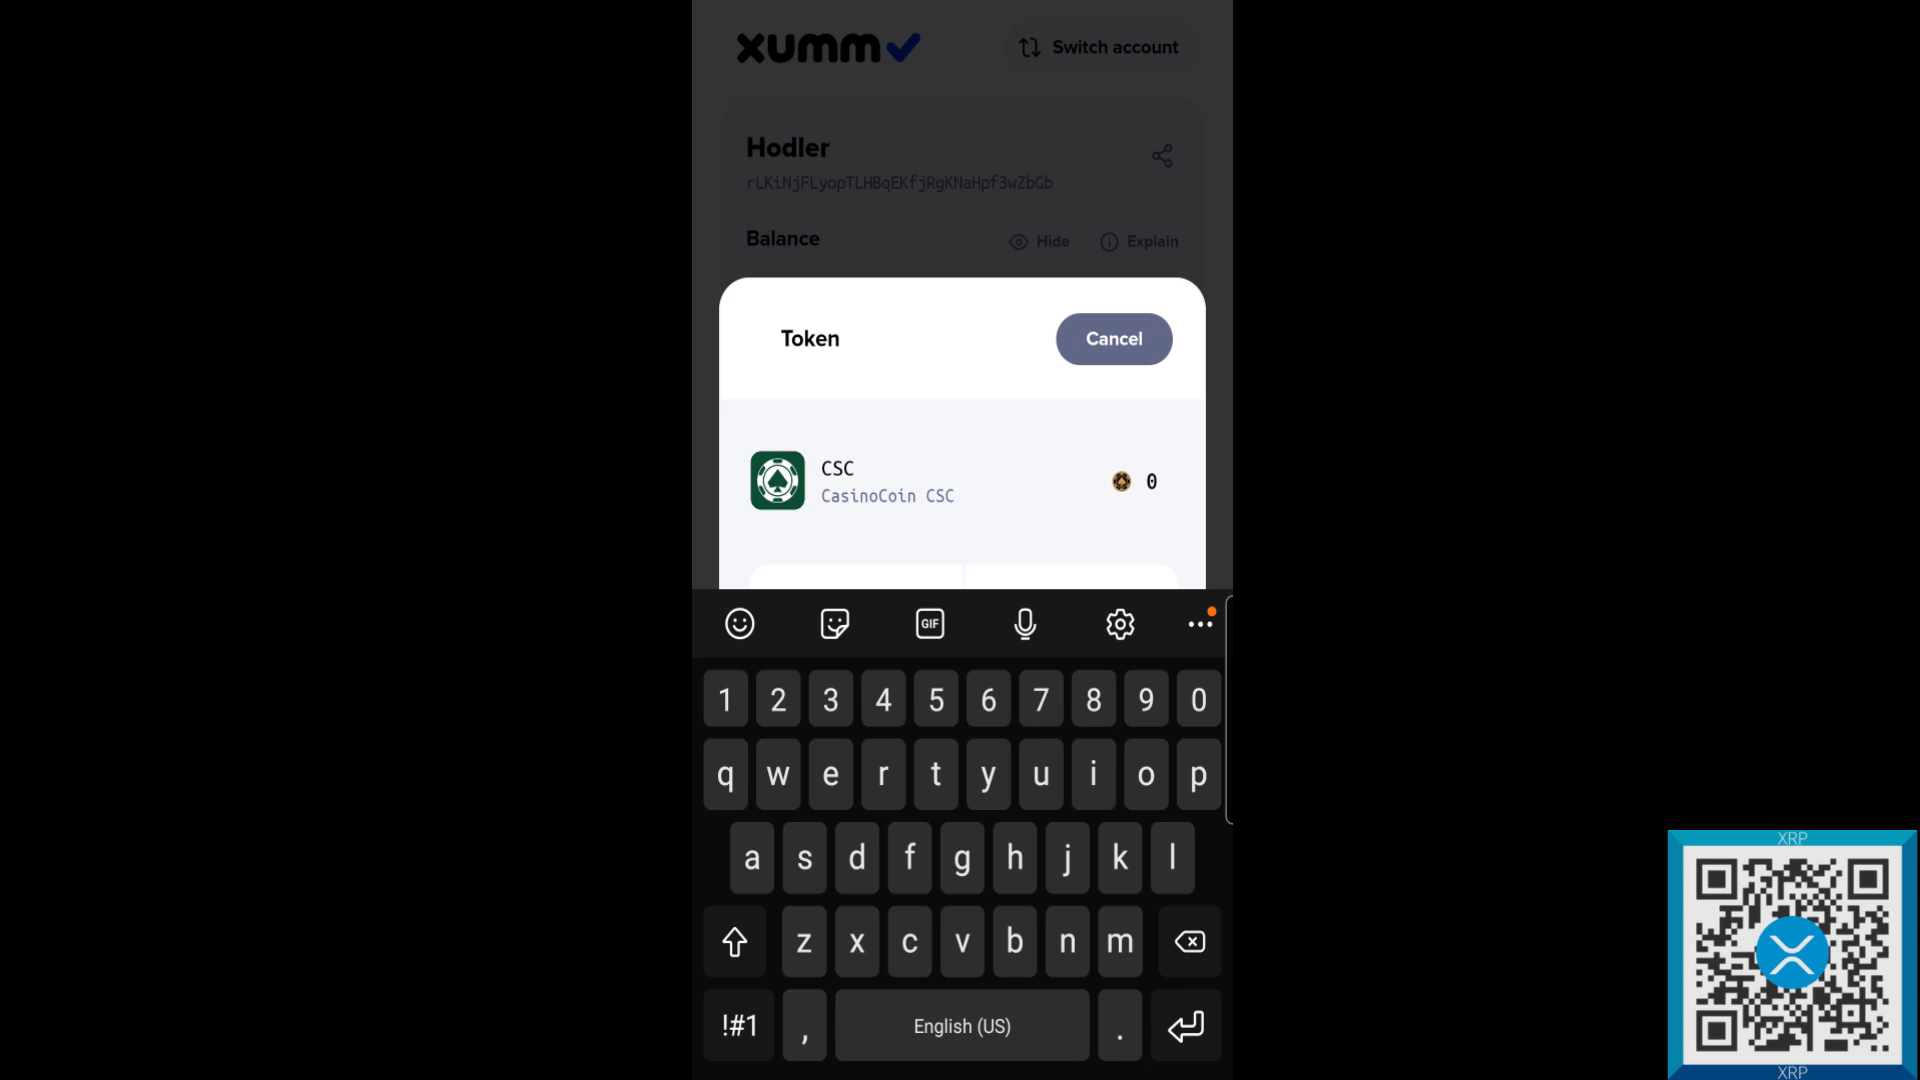 xumm
Switch account
Hodler
rLKiNjFLyopTLHBqEKfjRgKNaHpf3wZbGb
Balance
Hide
Explain
Token
Cancel
CSC
CasinoCoin CSC
0
GIF
1 2 3 4 5 6 7 8 9 0
q w e r t y u i o p
a s d f g h j k l
z x c v b n m
!#1 , English (US) .
XRP
XRP